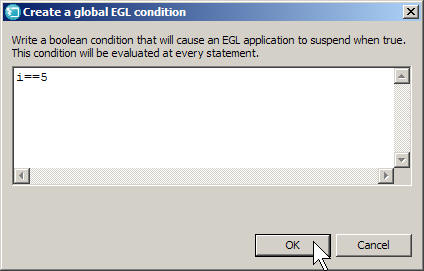 Create a global EGL condition
Write a boolean condition that will cause an EGL application to suspend when true.
This condition will be evaluated at every statement.
i==5
OK
Cancel